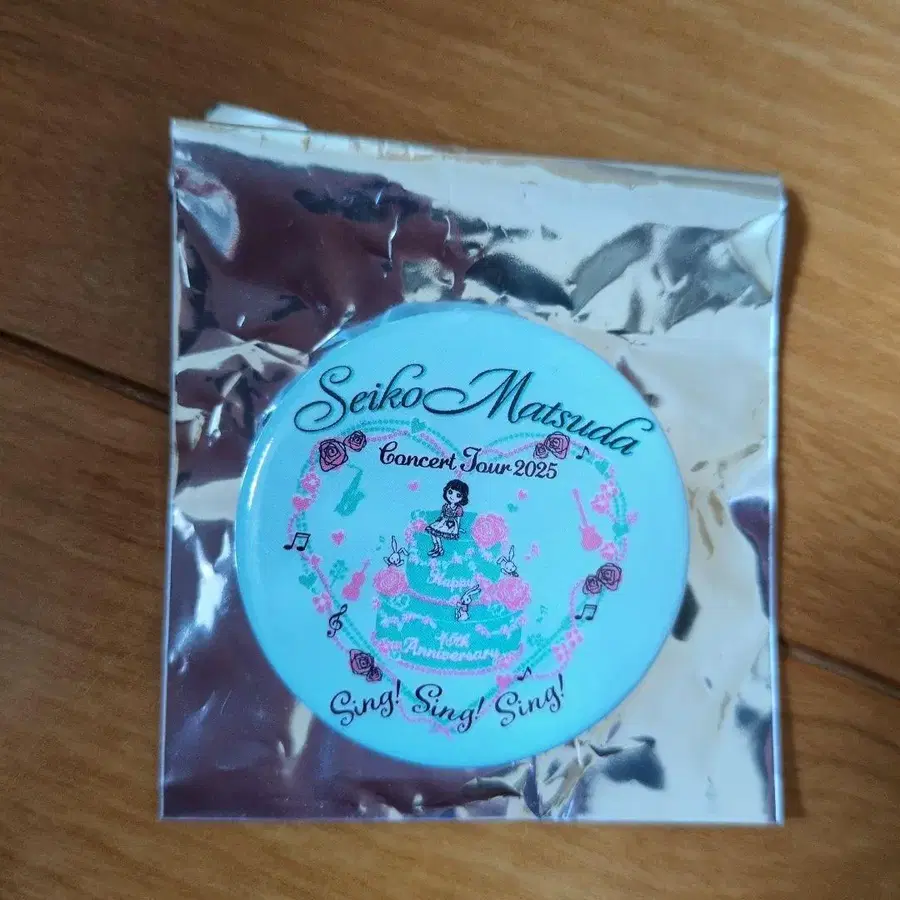 Seiko Matsuda
Concert Tour 2025
Happy
Anniversary
Sing! Sing! Sing!